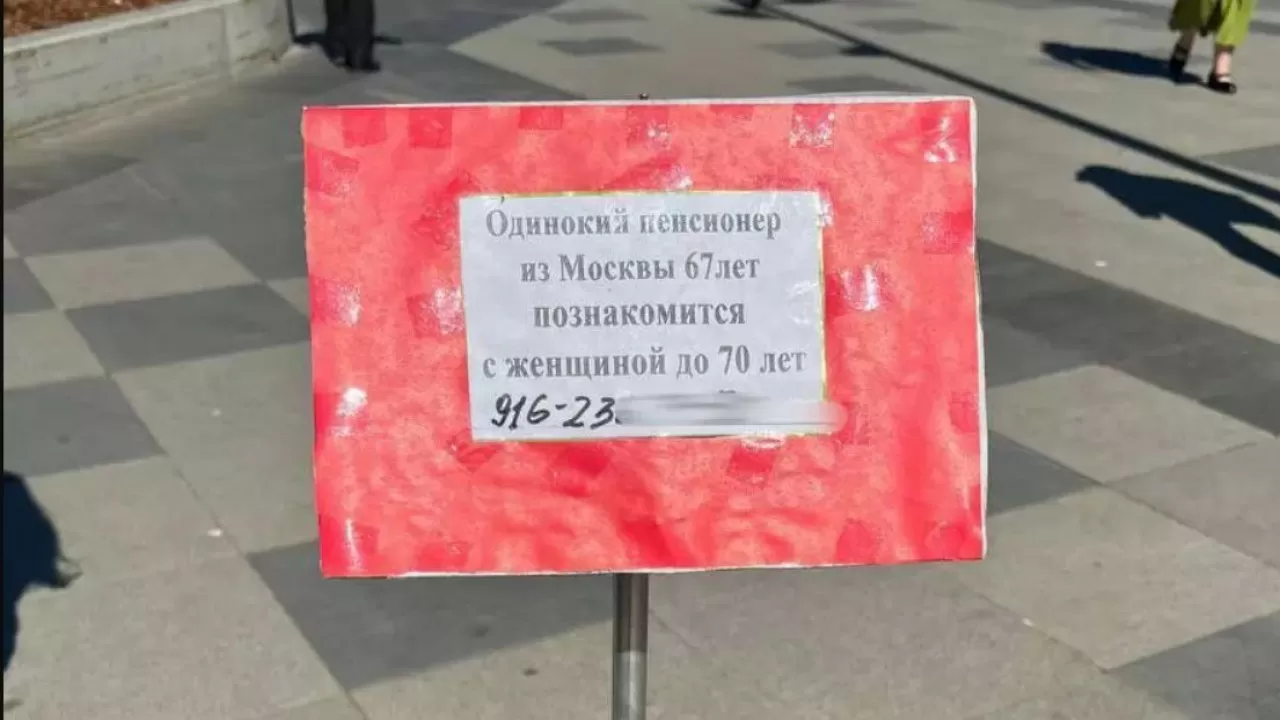 Одинокий пенсионер
из Москвы 67лет
познакомится
с женщиной до 70 лет
916-23